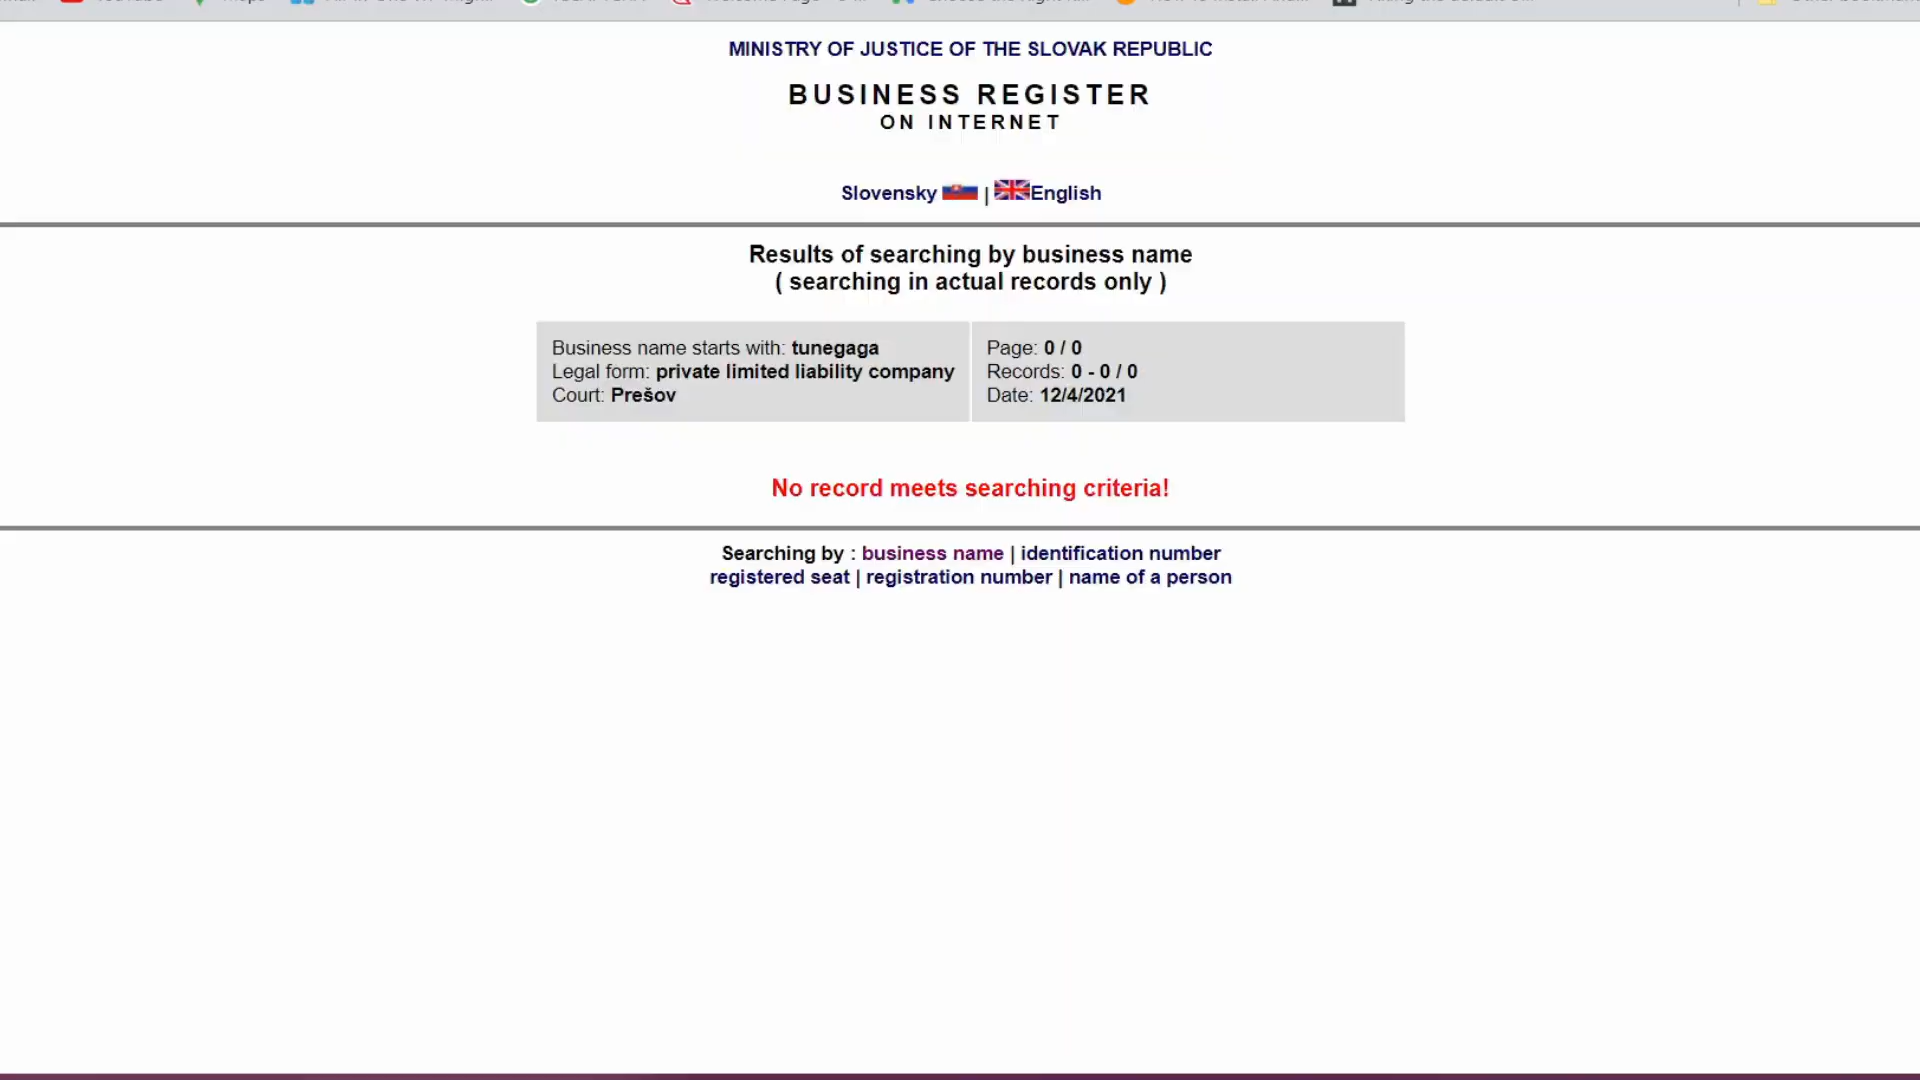 YouTube
MINISTRY OF JUSTICE OF THE SLOVAK REPUBLIC
BUSINESS REGISTER
ON INTERNET
Slovensky | English
Results of searching by business name
( searching in actual records only )
Business name starts with: tunegaga
Legal form: private limited liability company
Court: Prešov
Page: 0 / 0
Records: 0 - 0 / 0
Date: 12/4/2021
No record meets searching criteria!
Searching by : business name | identification number
registered seat | registration number | name of a person